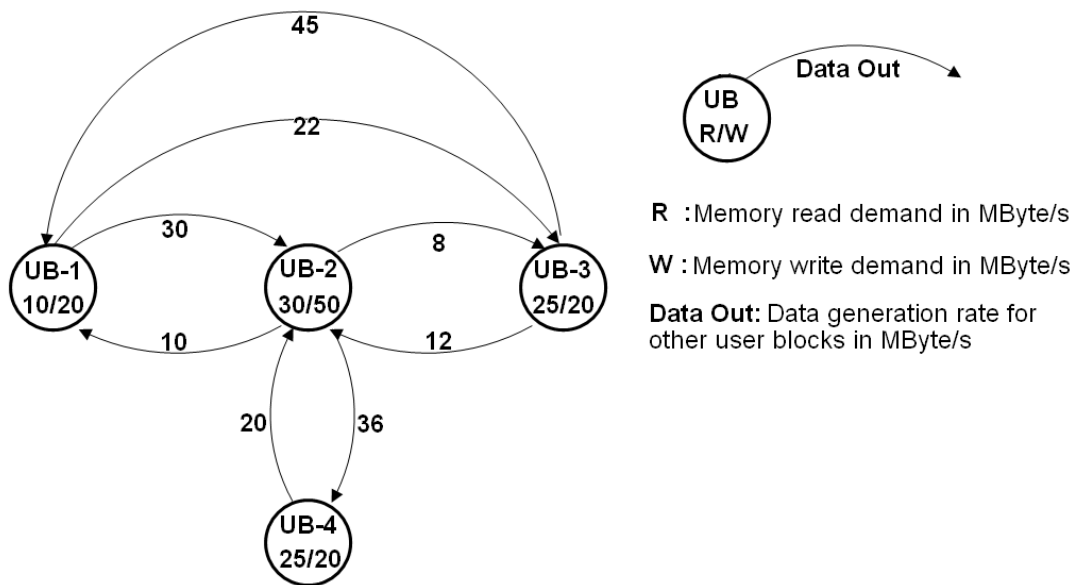 45
22
30
8
UB-1
10/20
UB-2
30/50
UB-3
25/20
10
12
20
36
UB-4
25/20
Data Out
UB
R/W
R :Memory read demand in MByte/s
W : Memory write demand in MByte/s
Data Out: Data generation rate for
other user blocks in MByte/s